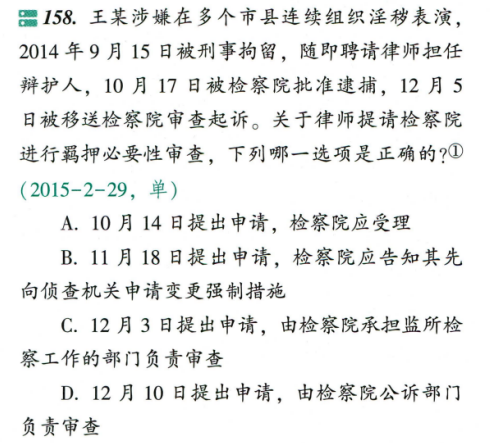 158. 王某涉嫌在多个市县连续组织淫秽表演，
2014 年 9 月 15 日被刑事拘留，随即聘请律师担任
辩护人，10 月 17 日被检察院批准逮捕，12 月 5
日被移送检察院审查起诉。关于律师提请检察院
进行羁押必要性审查，下列哪一选项是正确的？①
(2015-2-29，单)
A. 10 月 14 日提出申请，检察院应受理
B. 11 月 18 日提出申请，检察院应告知其先
向侦查机关申请变更强制措施
C. 12 月 3 日提出申请，由检察院承担监所检
察工作的部门负责审查
D. 12 月 10 日提出申请，由检察院公诉部门
负责审查